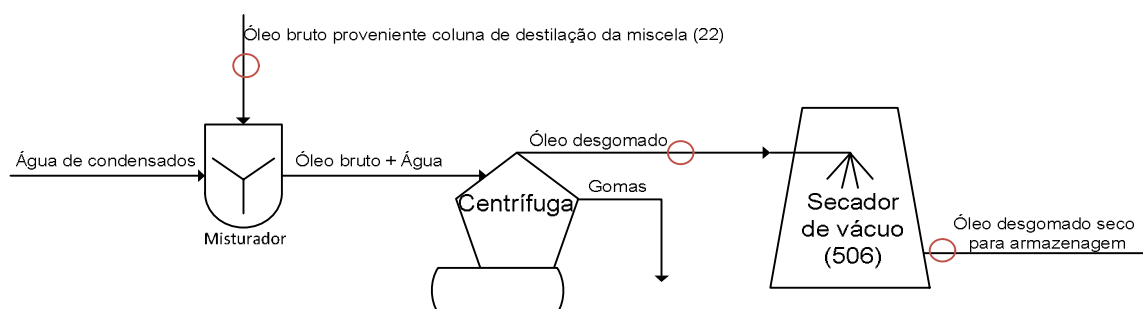 Óleo bruto proveniente coluna de destilação da miscela (22)
Água de condensados
Óleo bruto + Água
Misturador
Óleo desgomado
Gomas
Centrífuga
Secador
de vácuo
(506)
Óleo desgomado seco
para armazenagem